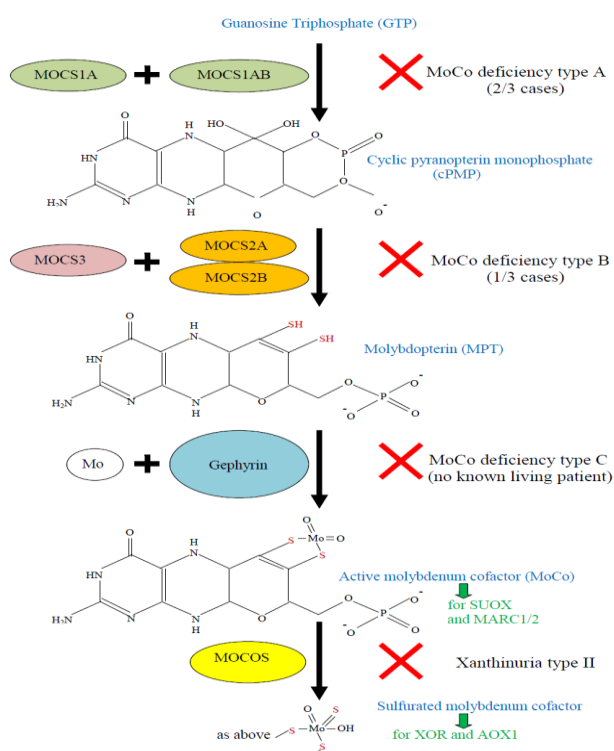 Guanosine Triphosphate (GTP)
MOCS1A + MOCS1AB
MoCo deficiency type A
(2/3 cases)
O
H
N
HO OH
O
O
P
HN
O
H₂N
N
N
H
O
O⁻
Cyclic pyranopterin monophosphate
(cPMP)
MOCS3 + MOCS2A
MOCS2B
MoCo deficiency type B
(1/3 cases)
O
H
N
SH
SH
HN
H₂N
N
N
H
O
O
P
O⁻
⁻O
O
Molybdopterin (MPT)
Mo + Gephyrin
MoCo deficiency type C
(no known living patient)
O
H
N
S
O
Mo
O
S
HN
H₂N
N
N
H
O
O
P
O⁻
⁻O
O
Active molybdenum cofactor (MoCo)
for SUOX
and MARC1/2
MOCOS
Xanthinuria type II
as above
S
O
Mo
S
OH
S
Sulfurated molybdenum cofactor
for XOR and AOX1